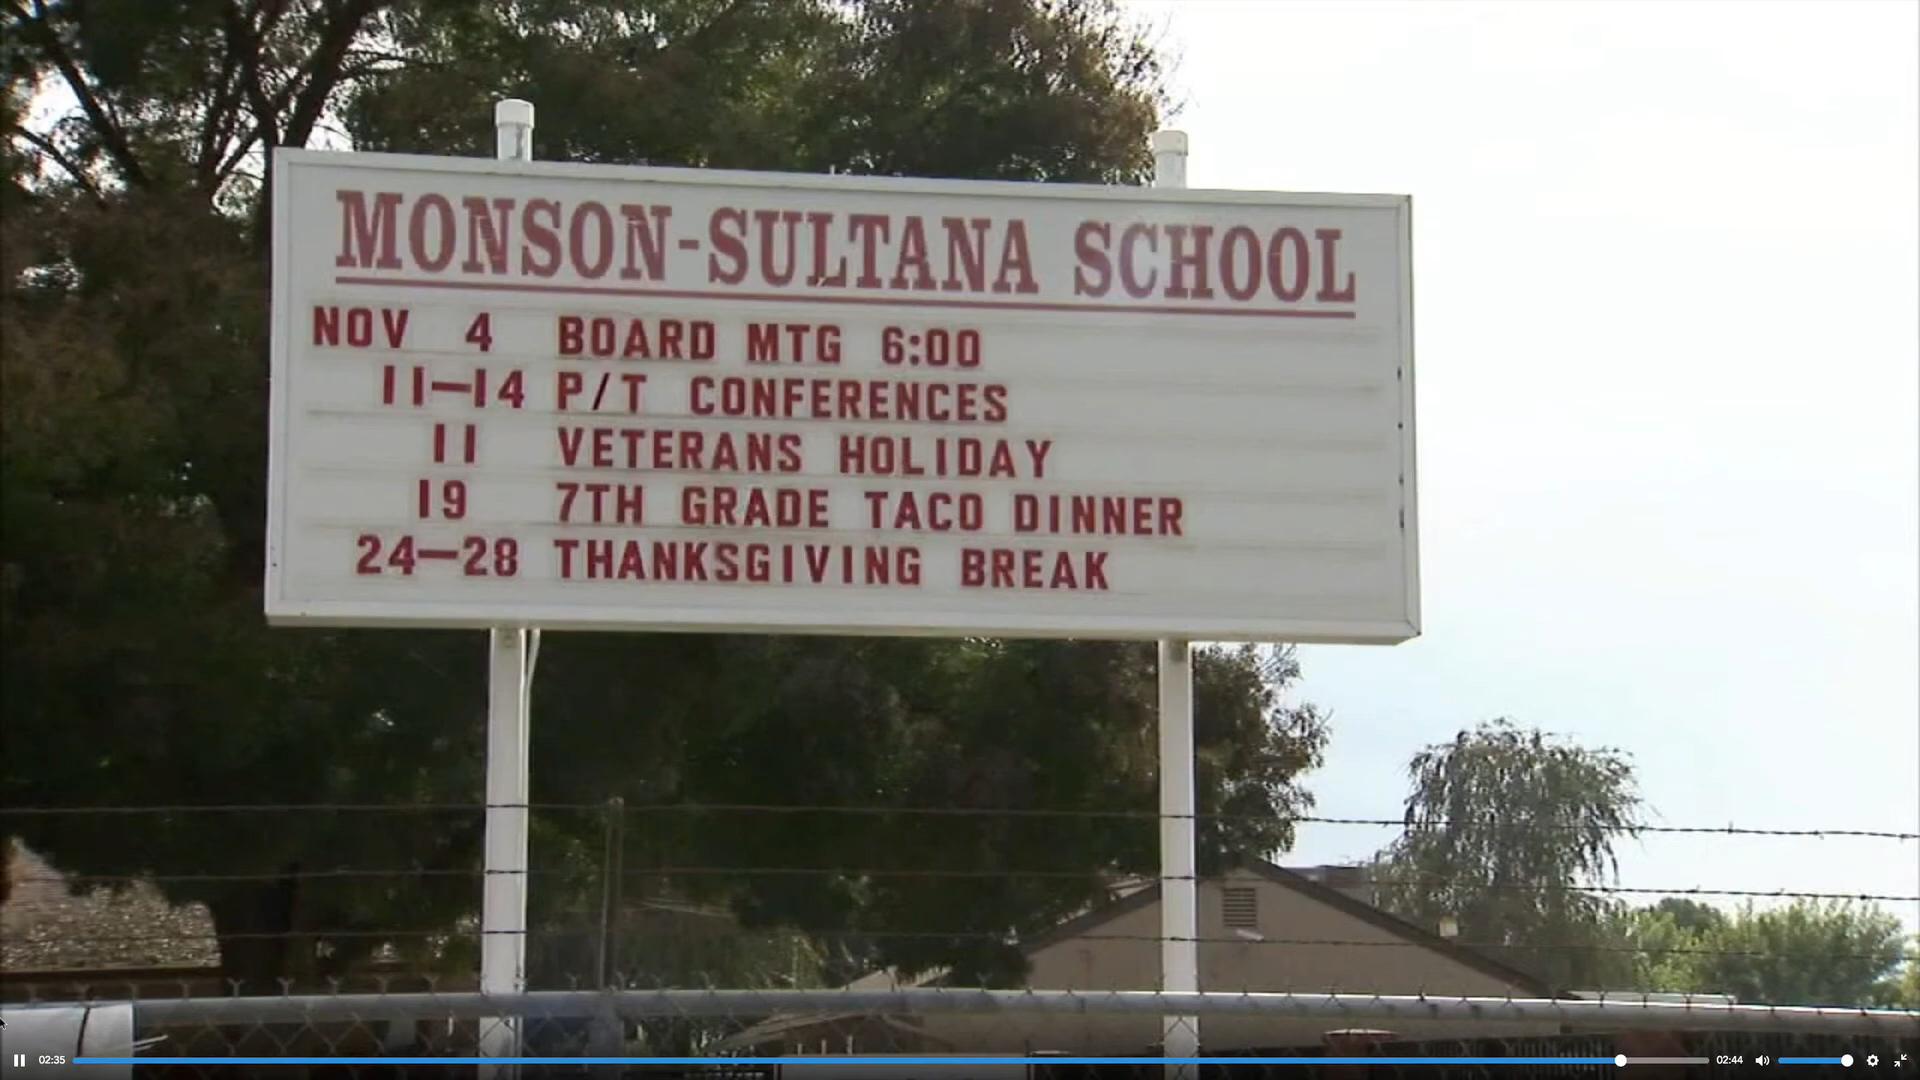 MONSON-SULTANA SCHOOL
NOV 4 BOARD MTG 6:00
11-14 P/T CONFERENCES
11 VETERANS HOLIDAY
19 7TH GRADE TACO DINNER
24-28 THANKSGIVING BREAK
02:35 02:44